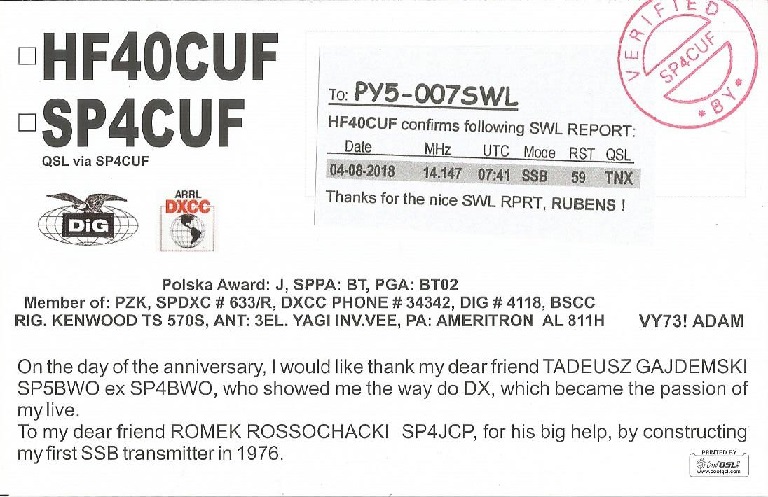 HF40CUF
SP4CUF
QSL via SP4CUF
DIG
ARRL
DXCC
TO: PY5-007SWL
HF40CUF confirms following SWL REPORT:
Date MHz UTC Mode RST QSL
04-08-2018 14.147 07:41 SSB 59 TNX
Thanks for the nice SWL RPRT, RUBENS !
VERIFIED
SP4CUF
* BY *
Polska Award: J, SPPA: BT, PGA: BT02
Member of: PZK, SPDXC # 633/R, DXCC PHONE # 34342, DIG # 4118, BSCC
RIG. KENWOOD TS 570S, ANT: 3EL. YAGI INV.VEE, PA: AMERITRON AL 811H VY73! ADAM
On the day of the anniversary, I would like thank my dear friend TADEUSZ GAJDEMSKI
SP5BWO ex SP4BWO, who showed me the way do DX, which became the passion of
my live.
To my dear friend ROMEK ROSSOCHACKI SP4JCP, for his big help, by constructing
my first SSB transmitter in 1976.
PRINTED BY